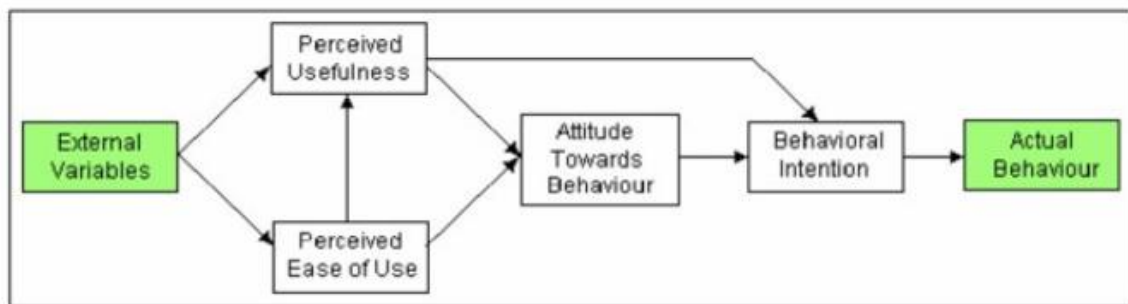 Perceived
Usefulness
External
Variables
Attitude
Towards
Behaviour
Behavioral
Intention
Actual
Behaviour
Perceived
Ease of Use